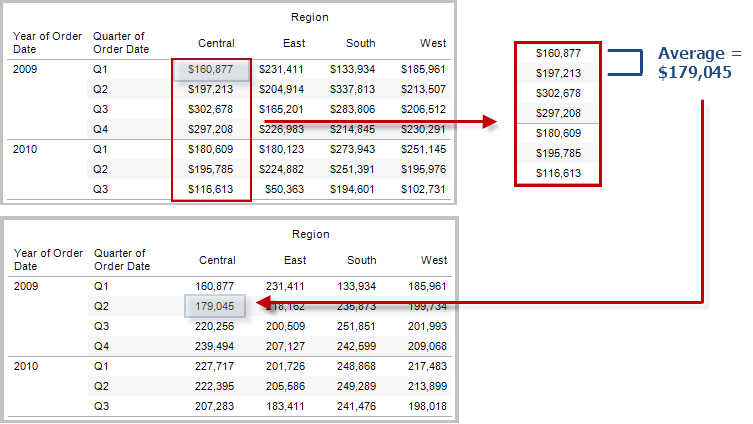 Region
Year of Order Date Quarter of Order Date Central East South West
2009 Q1 $160,877 $231,411 $133,934 $185,961
Q2 $197,213 $204,914 $337,813 $213,507
Q3 $302,678 $165,201 $283,806 $206,512
Q4 $297,208 $226,983 $214,845 $230,291
2010 Q1 $180,609 $180,123 $273,943 $251,145
Q2 $195,785 $224,882 $251,391 $195,976
Q3 $116,613 $50,363 $194,601 $102,731
$160,877
$197,213
$302,678
$297,208
$180,609
$195,785
$116,613
Average =
$179,045
Region
Year of Order Date Quarter of Order Date Central East South West
2009 Q1 160,877 231,411 133,934 185,961
Q2 179,045 218,162 235,873 199,734
Q3 220,256 200,509 251,851 201,993
Q4 239,494 207,127 242,599 209,068
2010 Q1 227,717 201,726 248,868 217,483
Q2 222,395 205,586 249,289 213,899
Q3 207,283 183,411 241,476 198,018